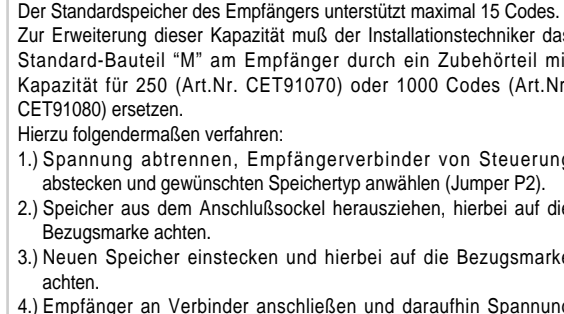 Der Standardspeicher des Empfängers unterstützt maximal 15 Codes.
Zur Erweiterung dieser Kapazität muß der Installationstechniker das
Standard-Bauteil “M” am Empfänger durch ein Zubehörteil mi
Kapazität für 250 (Art.Nr. CET91070) oder 1000 Codes (Art.Nr
CET91080) ersetzen.
Hierzu folgendermaßen verfahren:
1.) Spannung abtrennen, Empfängerverbinder von Steuerung
abstecken und gewünschten Speichertyp anwählen (Jumper P2).
2.) Speicher aus dem Anschlußsockel herausziehen, hierbei auf die
Bezugsmarke achten.
3.) Neuen Speicher einstecken und hierbei auf die Bezugsmarke
achten.
4.) Empfänger an Verbinder anschließen und daraufhin Spannung